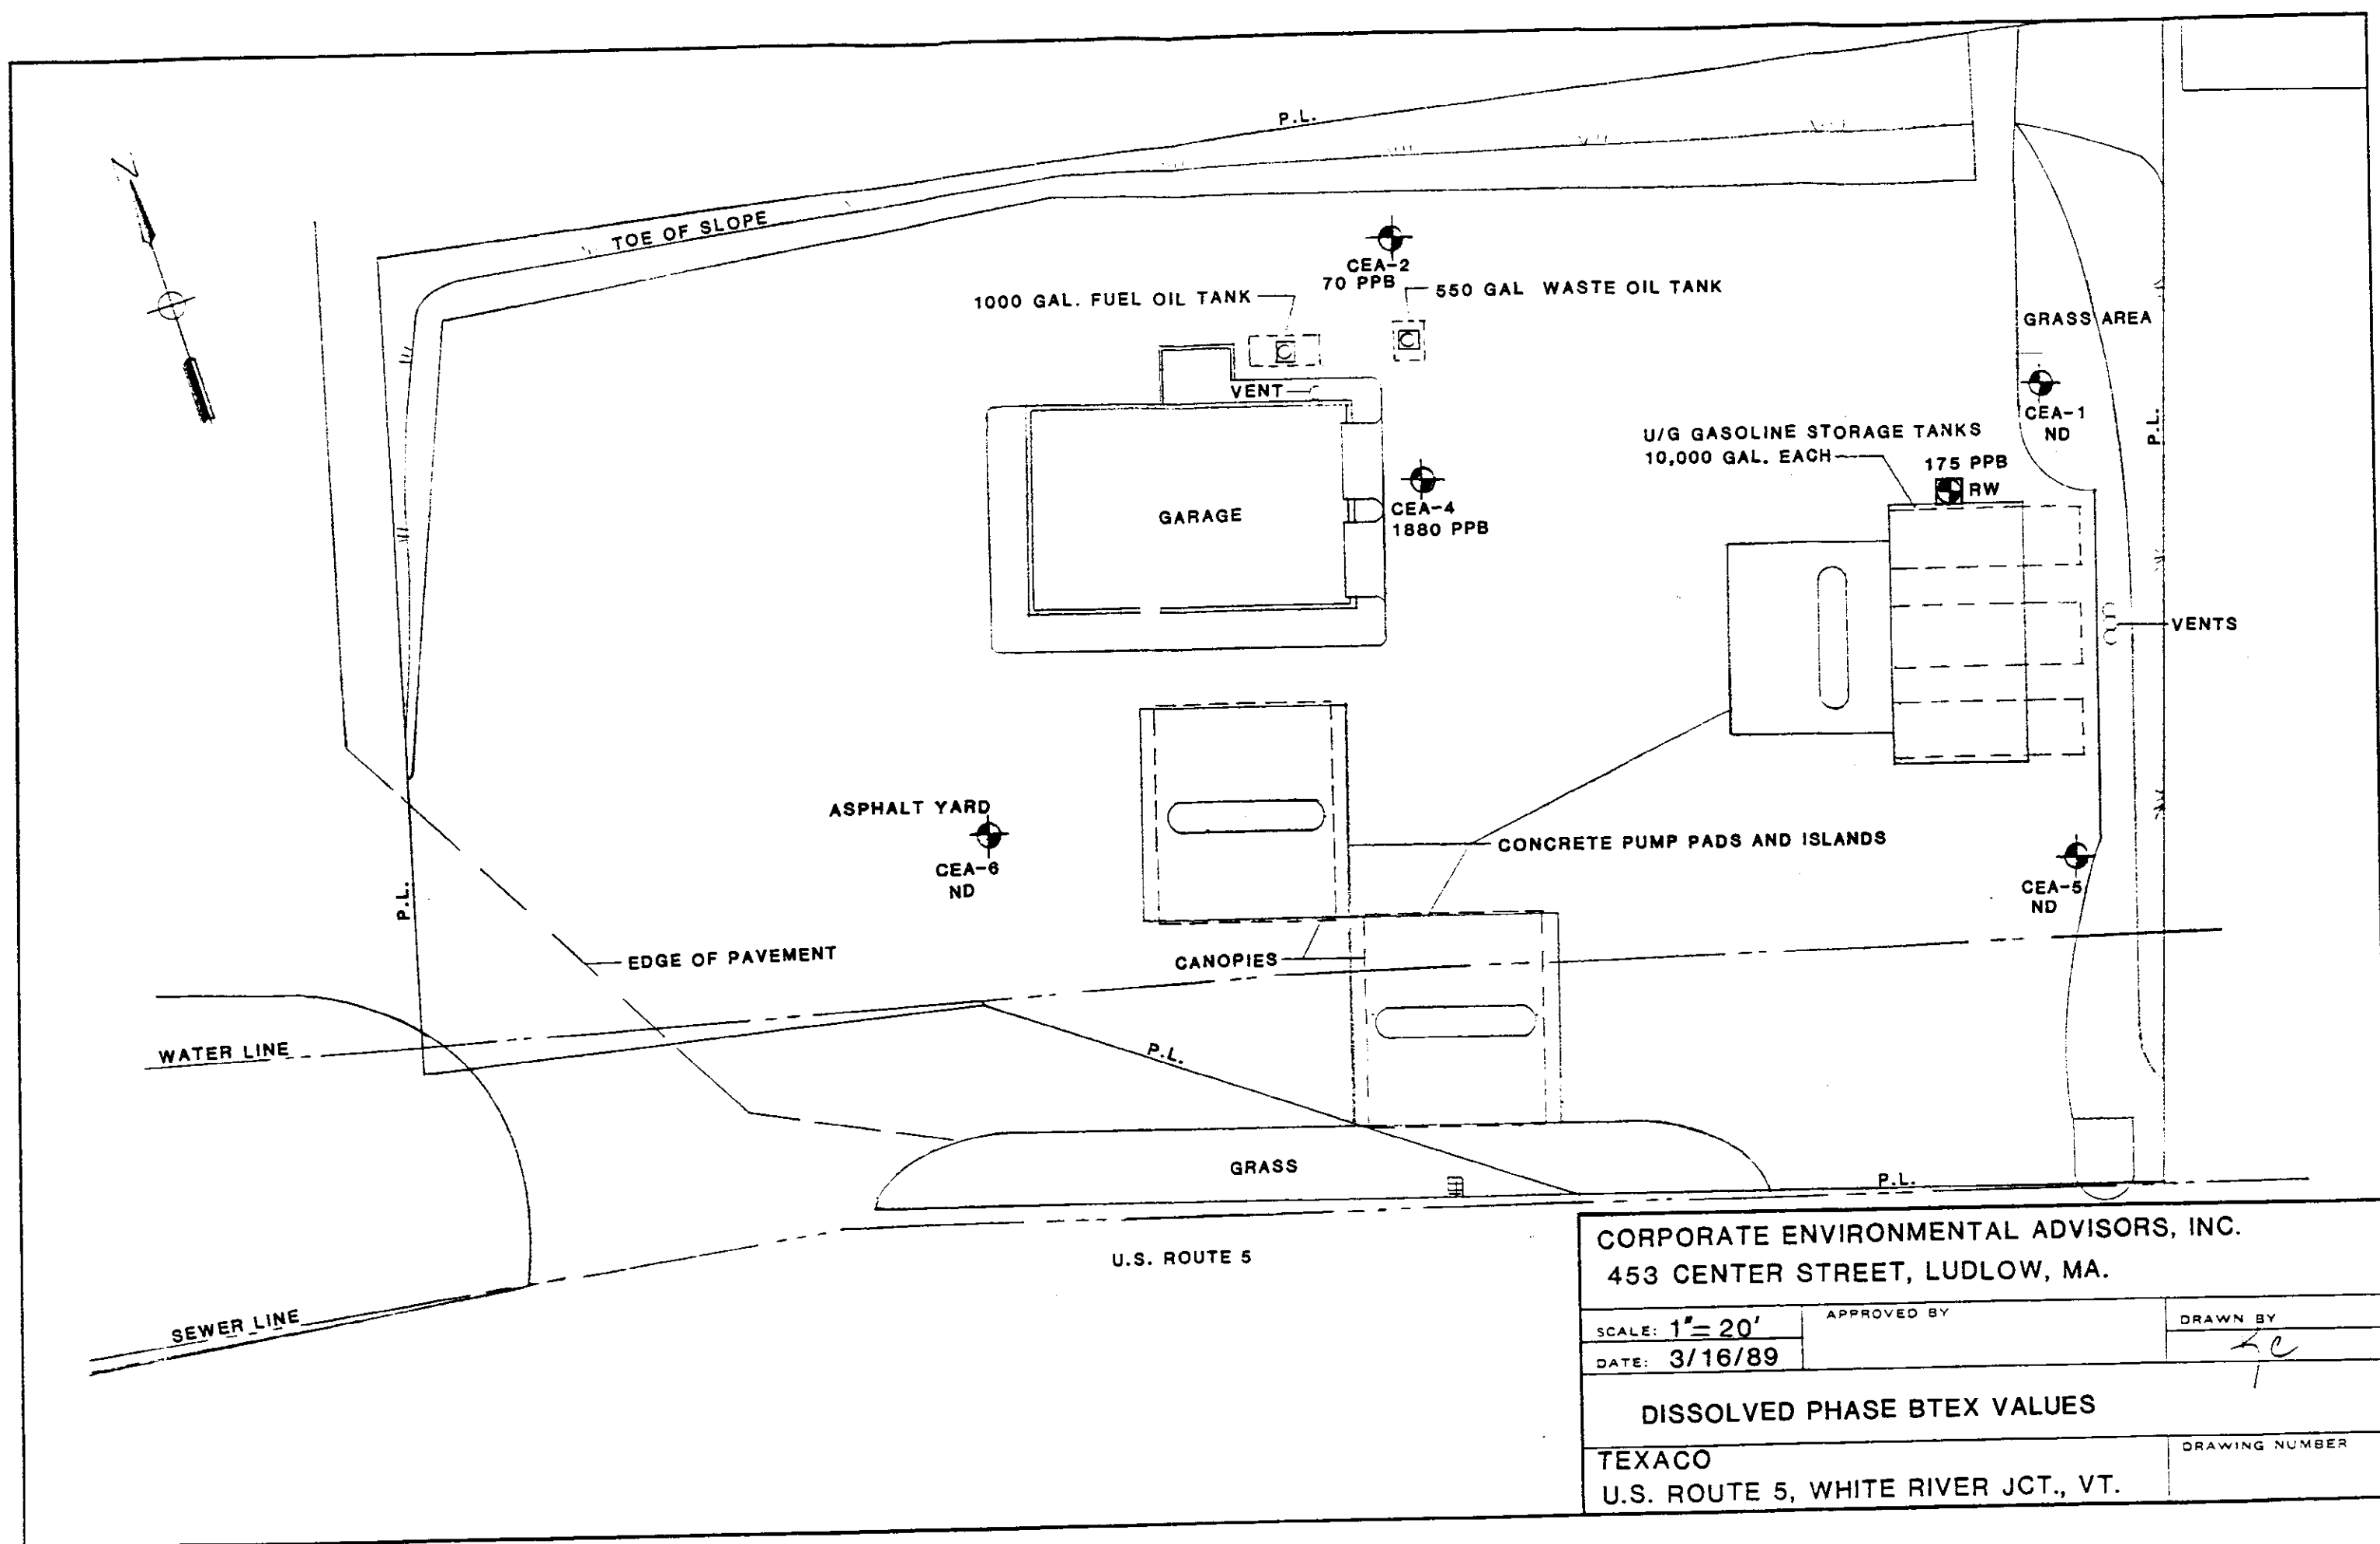 P.L.
N
TOE OF SLOPE
CEA-2
70 PPB
1000 GAL. FUEL OIL TANK
550 GAL WASTE OIL TANK
GRASS AREA
VENT
CEA-1
ND
P.L.
U/G GASOLINE STORAGE TANKS
10,000 GAL. EACH
175 PPB
RW
GARAGE
CEA-4
1880 PPB
VENTS
ASPHALT YARD
CEA-6
ND
CONCRETE PUMP PADS AND ISLANDS
CEA-5
ND
P.L.
EDGE OF PAVEMENT
CANOPIES
WATER LINE
P.L.
GRASS
P.L.
U.S. ROUTE 5
SEWER LINE
CORPORATE ENVIRONMENTAL ADVISORS, INC.
453 CENTER STREET, LUDLOW, MA.
SCALE: 1"= 20'
APPROVED BY
DRAWN BY
DATE: 3/16/89
DISSOLVED PHASE BTEX VALUES
TEXACO
U.S. ROUTE 5, WHITE RIVER JCT., VT.
DRAWING NUMBER